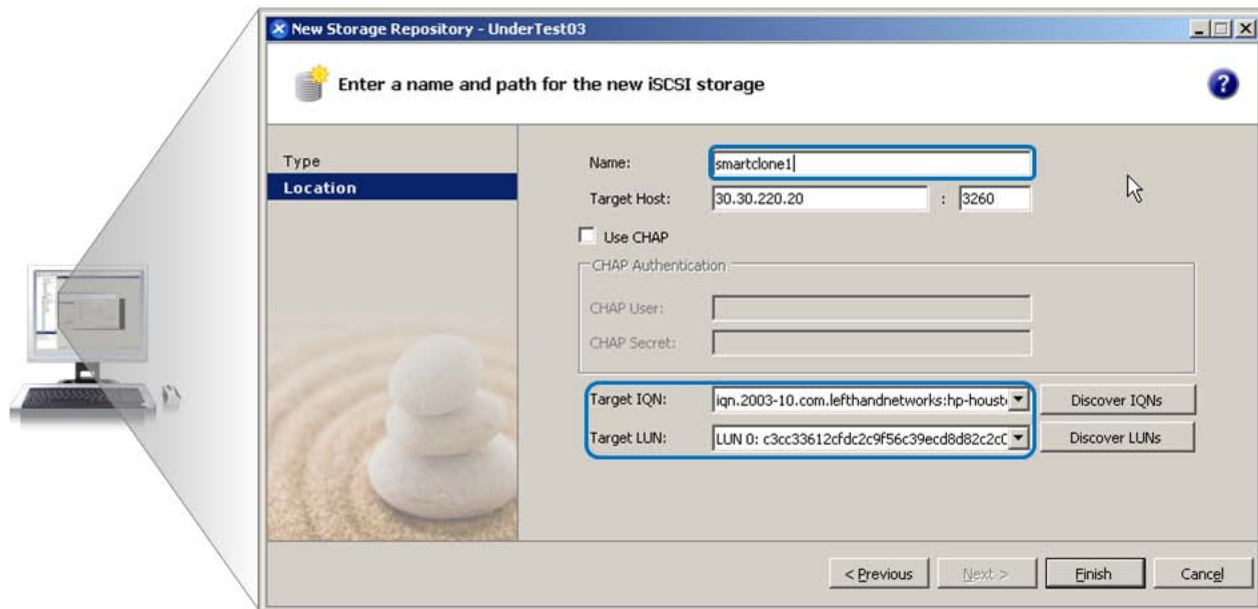 New Storage Repository - UnderTest03
Enter a name and path for the new iSCSI storage
Type
Location
Name: smartclone1
Target Host: 30.30.220.20 : 3260
Use CHAP
CHAP Authentication
CHAP User:
CHAP Secret:
Target IQN: iqn.2003-10.com.lefthandnetworks:hp-houst Discover IQNs
Target LUN: LUN 0: c3cc33612cfdc2c9f56c39ecd8d82c2c0 Discover LUNs
< Previous Next > Finish Cancel